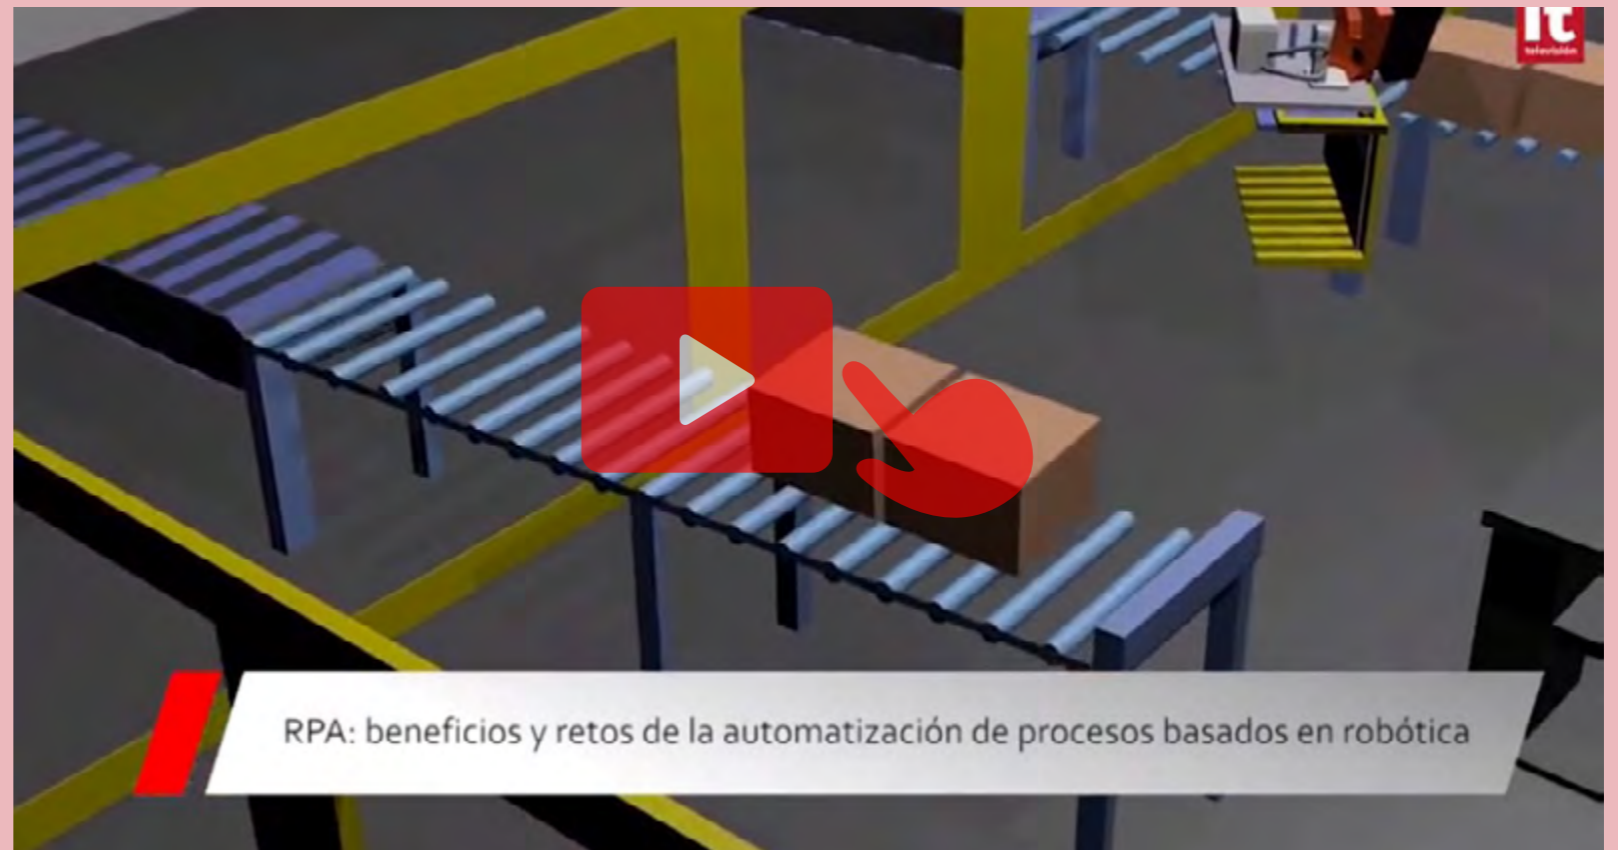 it
televisión
RPA: beneficios y retos de la automatización de procesos basados en robótica